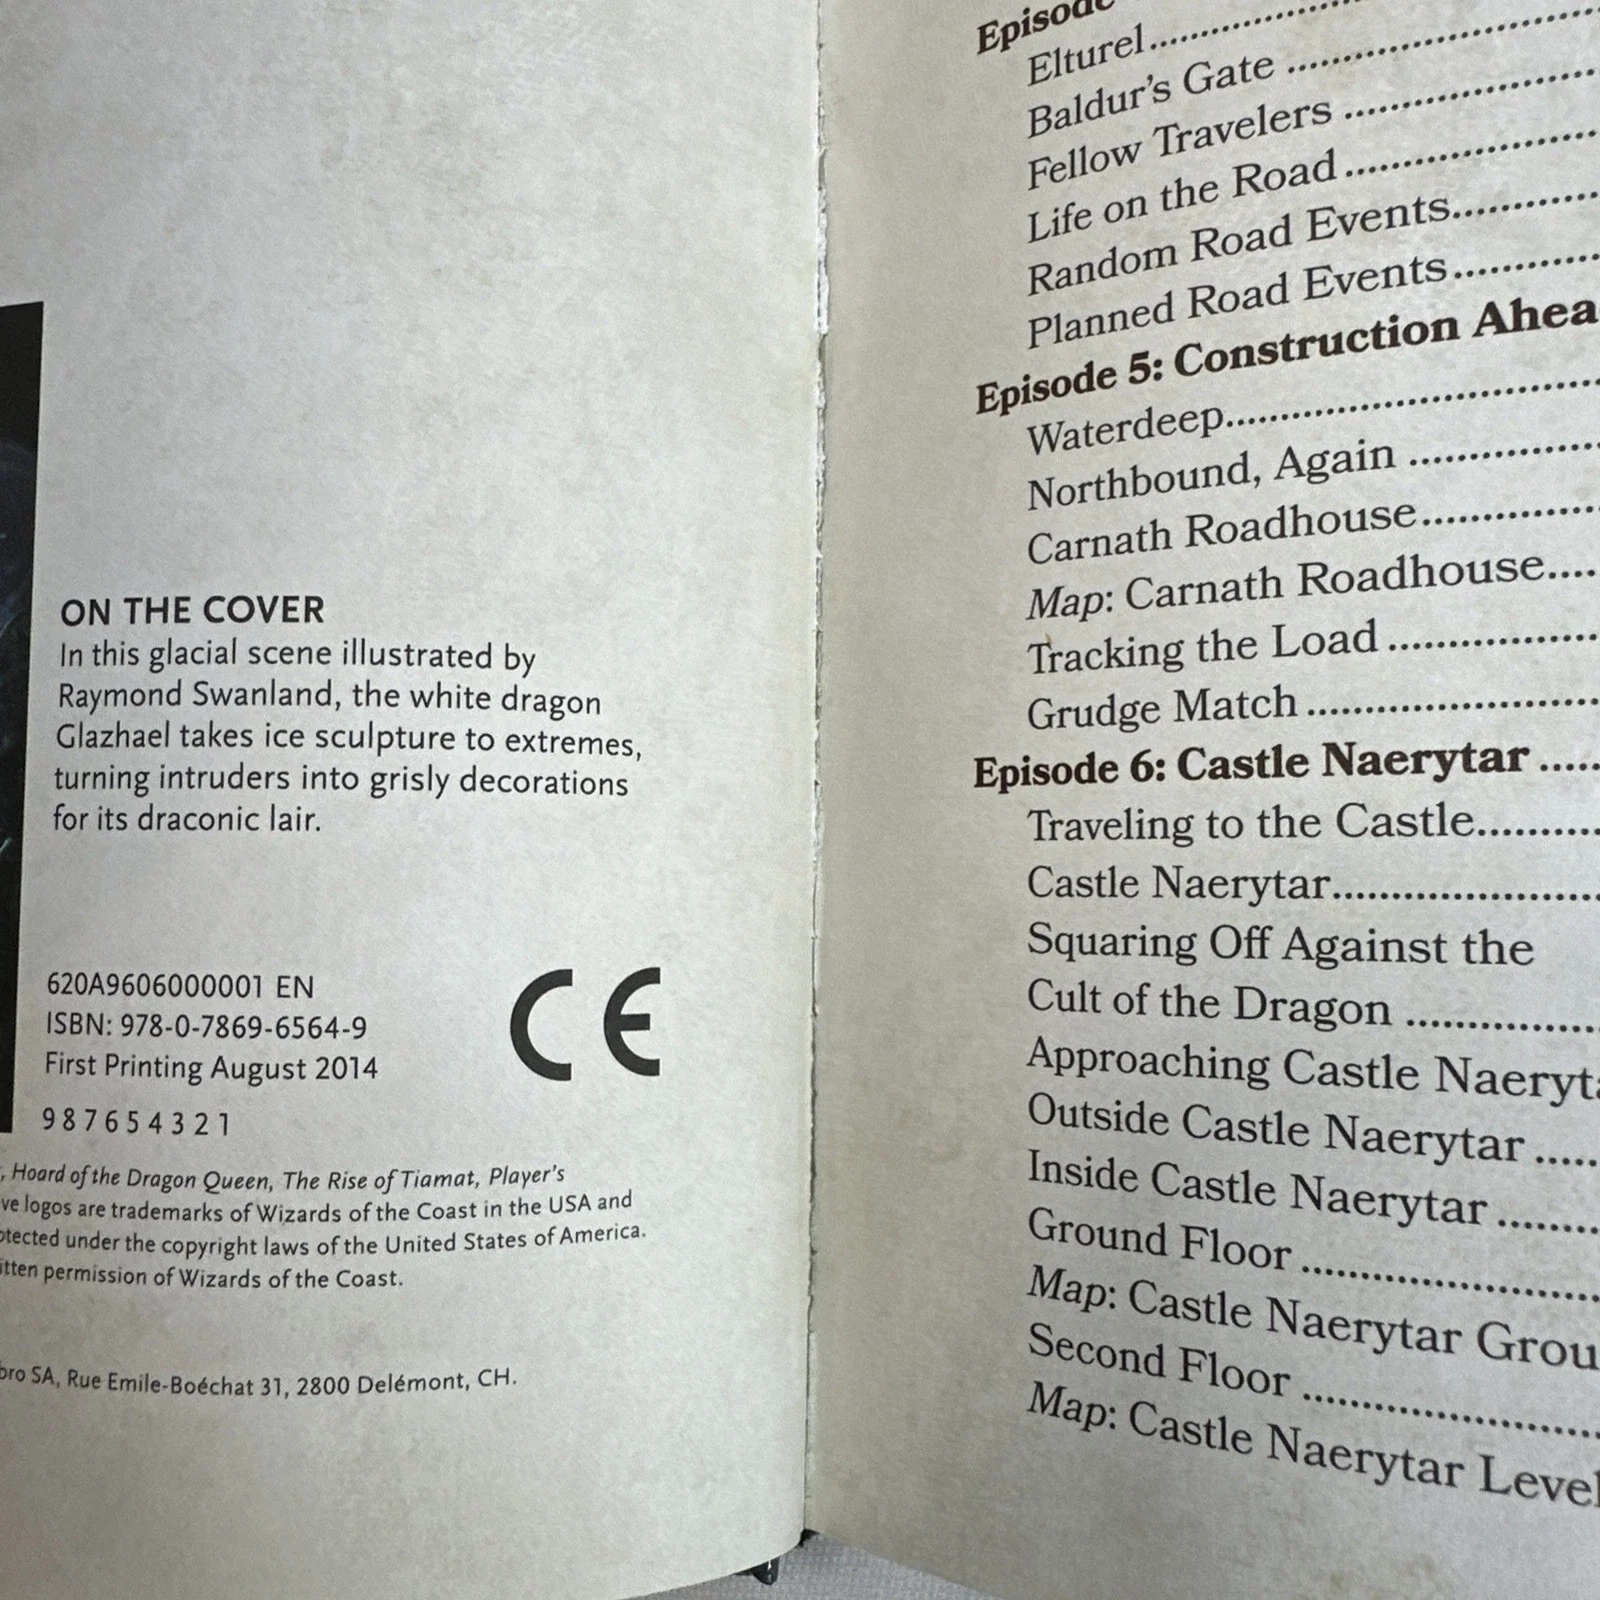 ON THE COVER
In this glacial scene illustrated by
Raymond Swanland, the white dragon
Glazhael takes ice sculpture to extremes,
turning intruders into grisly decorations
for its draconic lair.
620A9606000001 EN
ISBN: 978-0-7869-6564-9
First Printing August 2014
CE
9 8 7 6 5 4 3 2 1
, Hoard of the Dragon Queen, The Rise of Tiamat, Player's
logos are trademarks of Wizards of the Coast in the USA and
under the copyright laws of the United States of America.
permission of Wizards of the Coast.
SA, Rue Emile-Boéchat 31, 2800 Delémont, CH.
Episode
Elturel
Baldur's Gate
Fellow Travelers
Life on the Road
Random Road Events
Planned Road Events
Episode 5: Construction Ahea
Waterdeep
Northbound, Again
Carnath Roadhouse
Map: Carnath Roadhouse
Tracking the Load
Grudge Match
Episode 6: Castle Naerytar
Traveling to the Castle
Castle Naerytar
Squaring Off Against the
Cult of the Dragon
Approaching Castle Naeryta
Outside Castle Naerytar
Inside Castle Naerytar
Ground Floor
Map: Castle Naerytar Grou
Second Floor
Map: Castle Naerytar Level